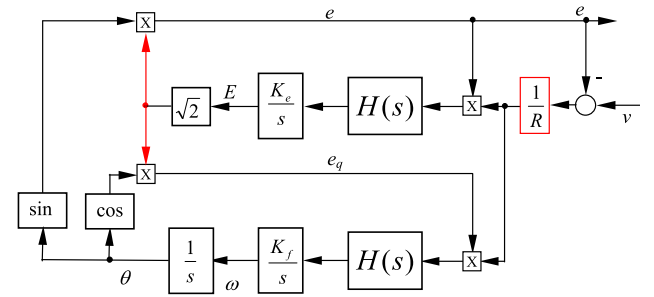 X e e
√2 E K_e/s H(s) X 1/R - v
X e_q
sin cos
1/s K_f/s H(s) X
θ ω